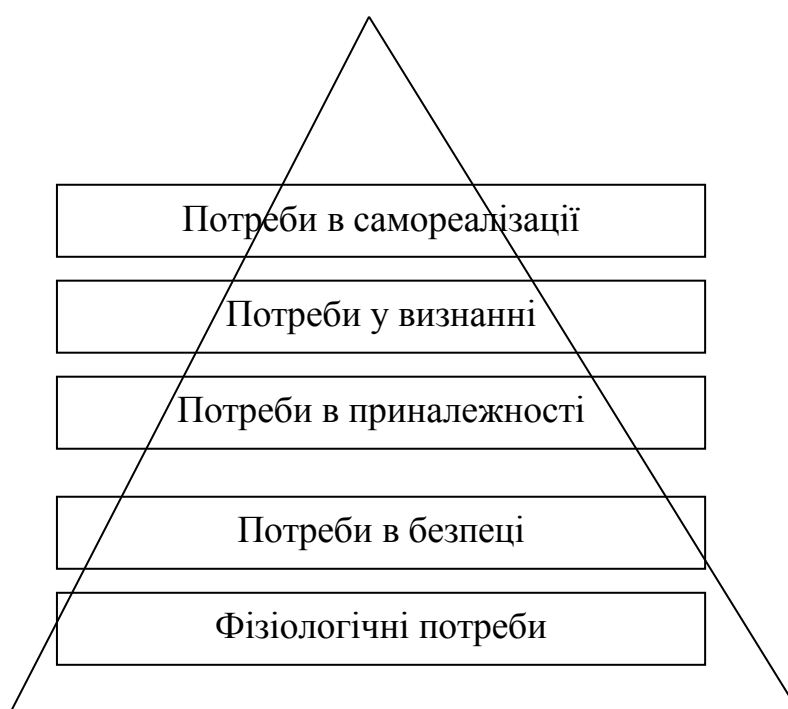 Потреби в самореалізації
Потреби у визнанні
Потреби в приналежності
Потреби в безпеці
Фізіологічні потреби